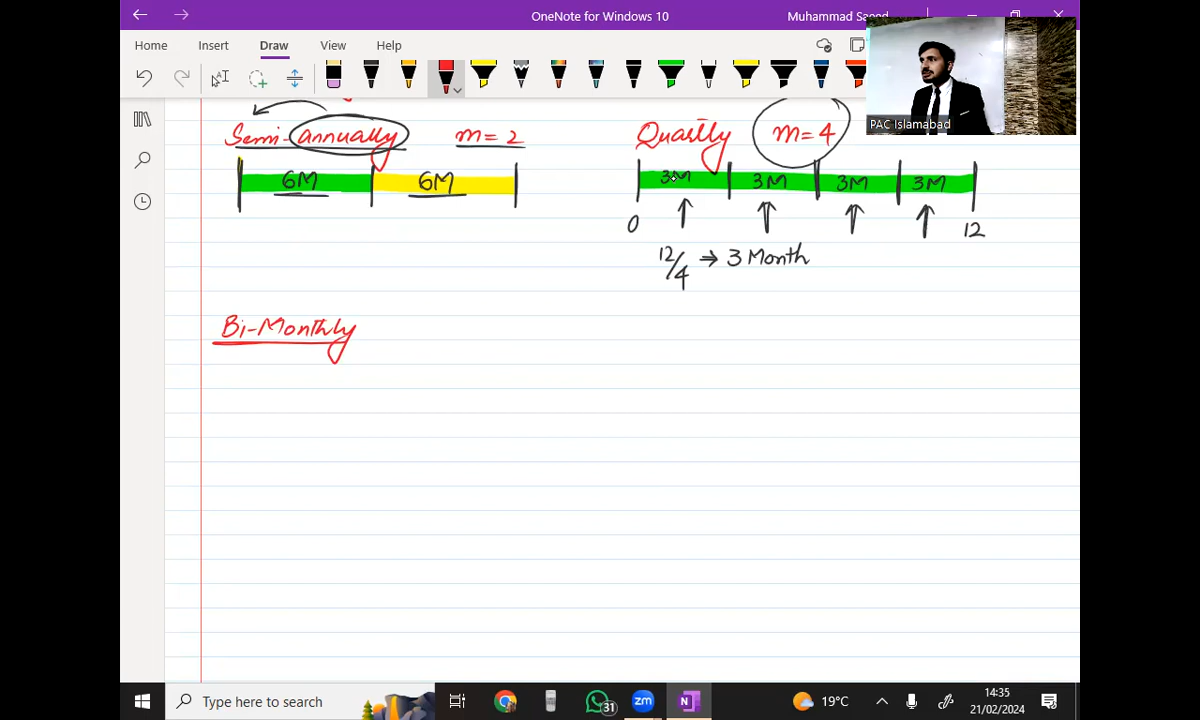 OneNote for Windows 10
Muhammad Saeed
Home Insert Draw View Help
PAC Islamabad
Semi-annually m = 2
6M 6M
Quartly m = 4
3M 3M 3M 3M
0 12
12/4 → 3 Month
Bi-Monthly
Type here to search
31
zm
N
19°C
14:35
21/02/2024